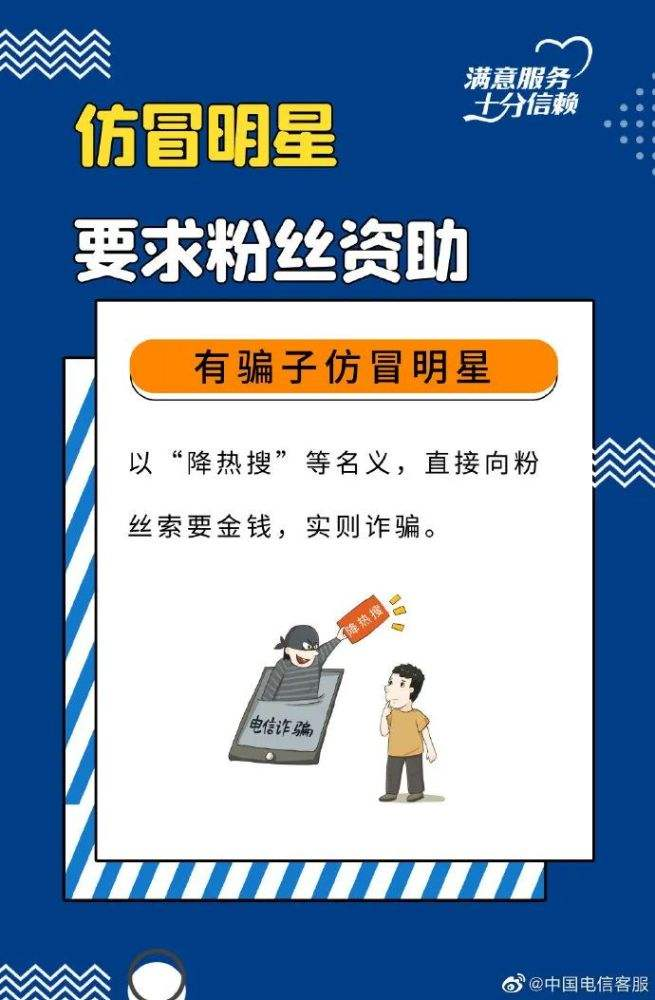 满意服务
十分信赖
仿冒明星
要求粉丝资助
有骗子仿冒明星
以“降热搜”等名义，直接向粉
丝索要金钱，实则诈骗。
降热搜
电信诈骗
@中国电信客服